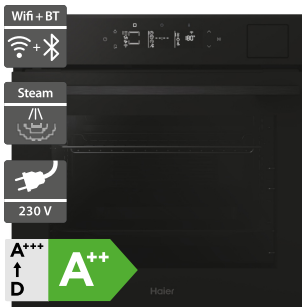 Wifi + BT
+
Steam
230 V
A+++
D
A++
Haier